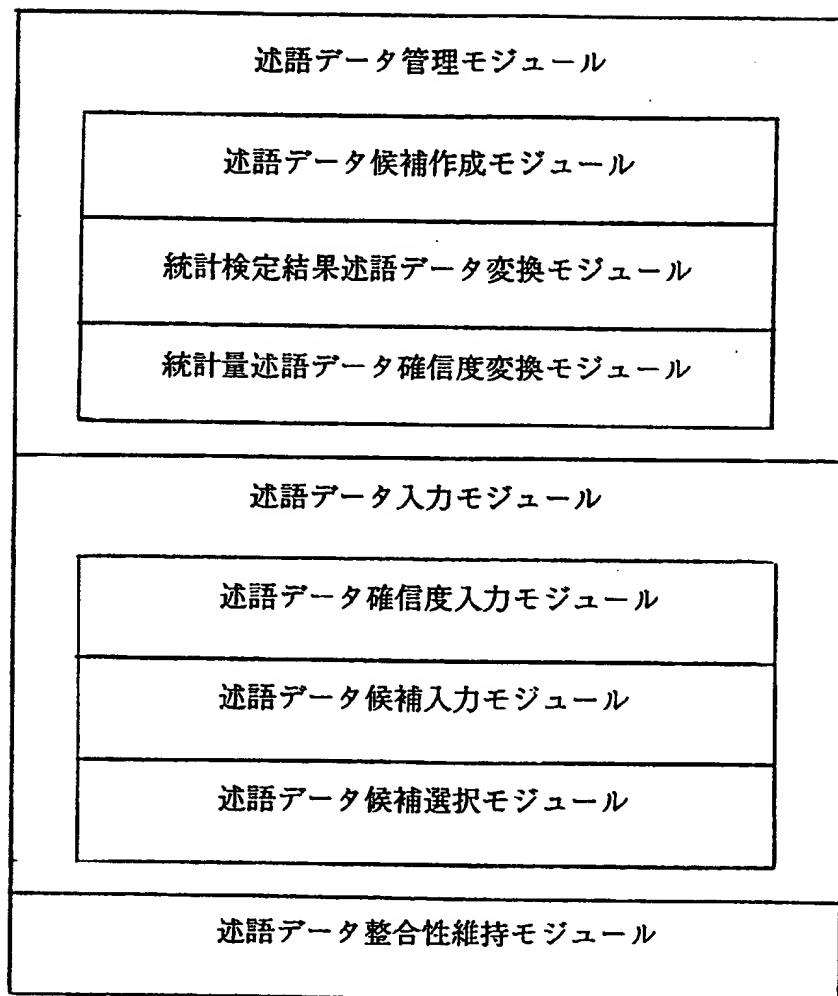 述語データ管理モジュール
述語データ候補作成モジュール
統計検定結果述語データ変換モジュール
統計量述語データ確信度変換モジュール
述語データ入力モジュール
述語データ確信度入力モジュール
述語データ候補入力モジュール
述語データ候補選択モジュール
述語データ整合性維持モジュール